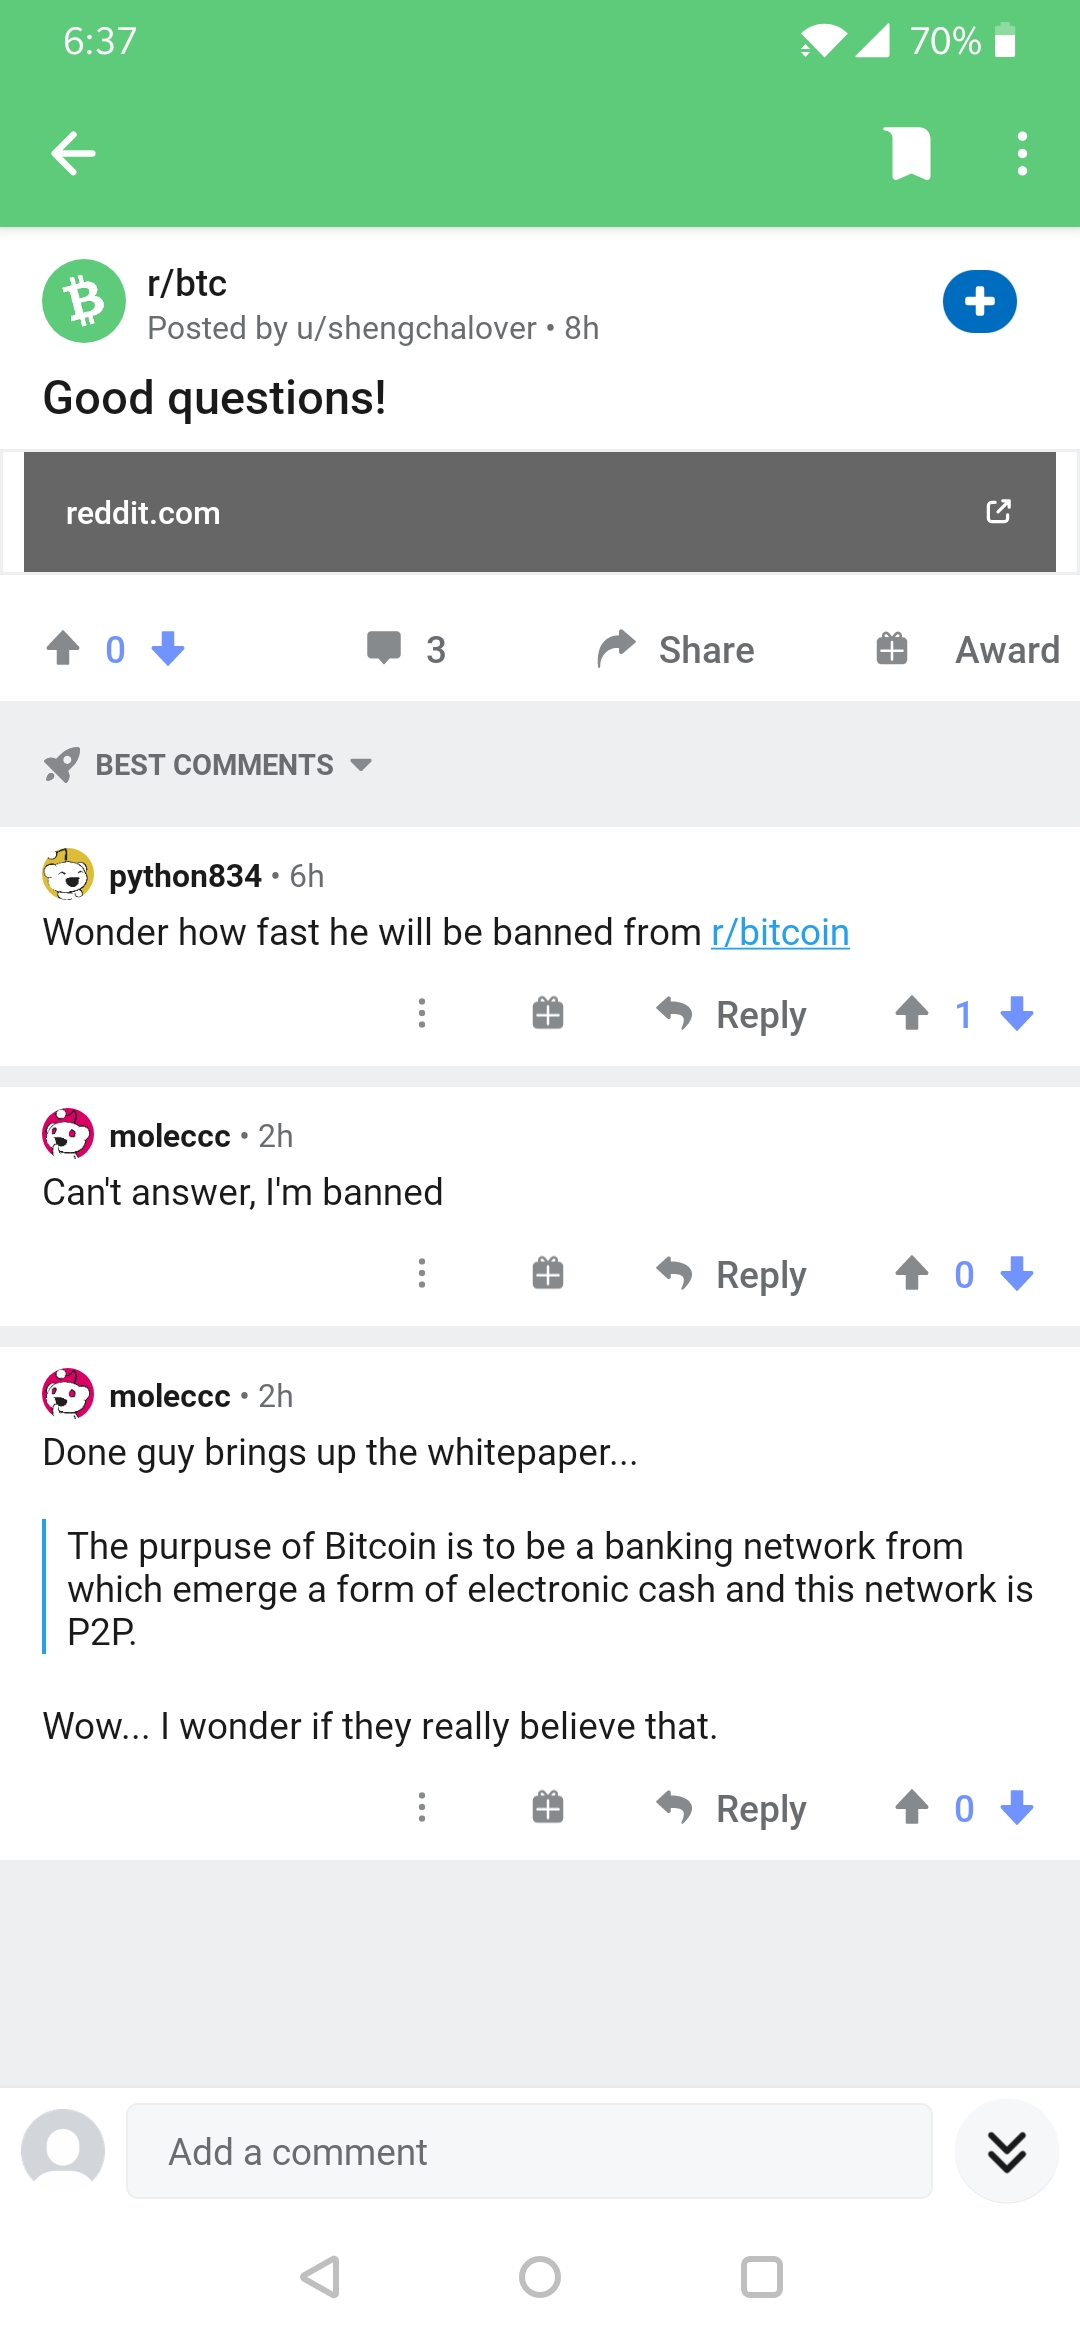 6:37
70%
r/btc
Posted by u/shengchalover • 8h
Good questions!
reddit.com
0
3
Share
Award
BEST COMMENTS
python834 • 6h
Wonder how fast he will be banned from r/bitcoin
Reply
1
moleccc • 2h
Can't answer, I'm banned
Reply
0
moleccc • 2h
Done guy brings up the whitepaper...
The purpuse of Bitcoin is to be a banking network from
which emerge a form of electronic cash and this network is
P2P.
Wow... I wonder if they really believe that.
Reply
0
Add a comment